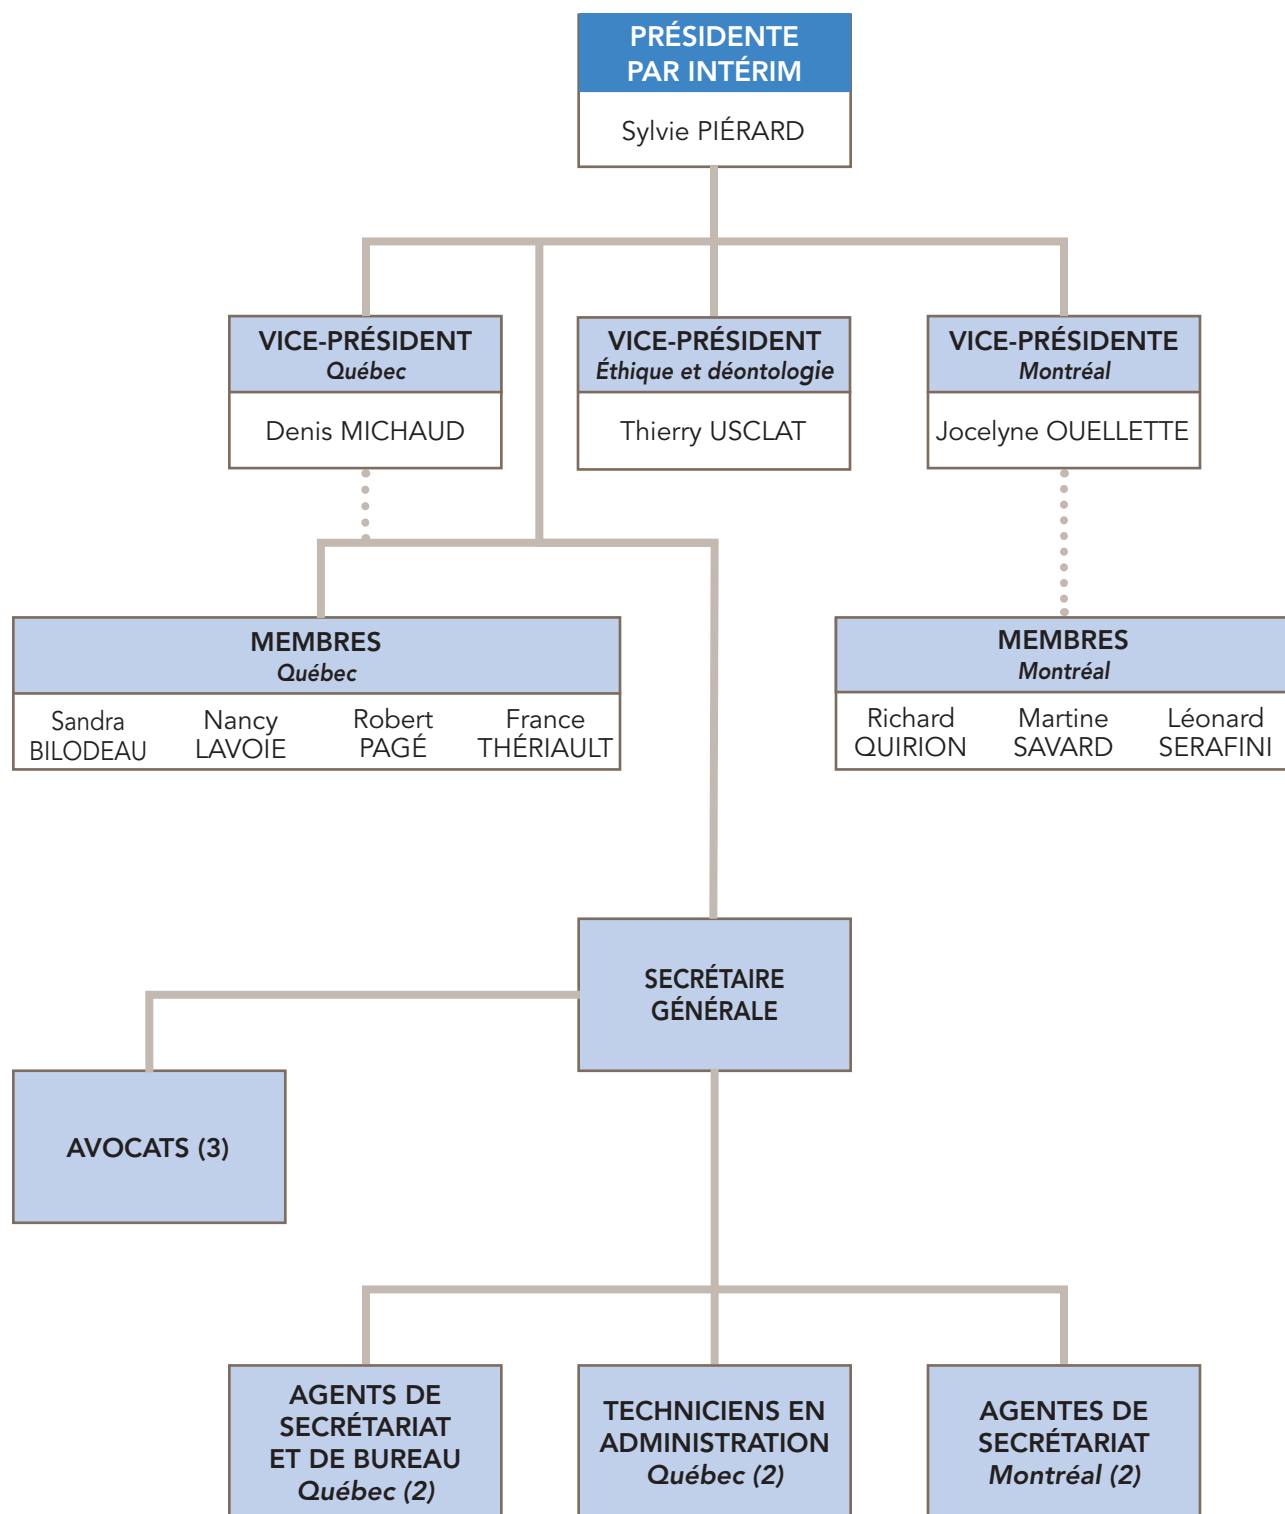 PRÉSIDENTE
PAR INTÉRIM
Sylvie PIÉRARD
VICE-PRÉSIDENT
Québec
Denis MICHAUD
VICE-PRÉSIDENT
Éthique et déontologie
Thierry USCLAT
VICE-PRÉSIDENTE
Montréal
Jocelyne OUELLETTE
MEMBRES
Québec
Sandra
BILODEAU
Nancy
LAVOIE
Robert
PAGÉ
France
THÉRIAULT
MEMBRES
Montréal
Richard
QUIRION
Martine
SAVARD
Léonard
SERAFINI
SECRÉTAIRE
GÉNÉRALE
AVOCATS (3)
AGENTS DE
SECRÉTARIAT
ET DE BUREAU
Québec (2)
TECHNICIENS EN
ADMINISTRATION
Québec (2)
AGENTES DE
SECRÉTARIAT
Montréal (2)